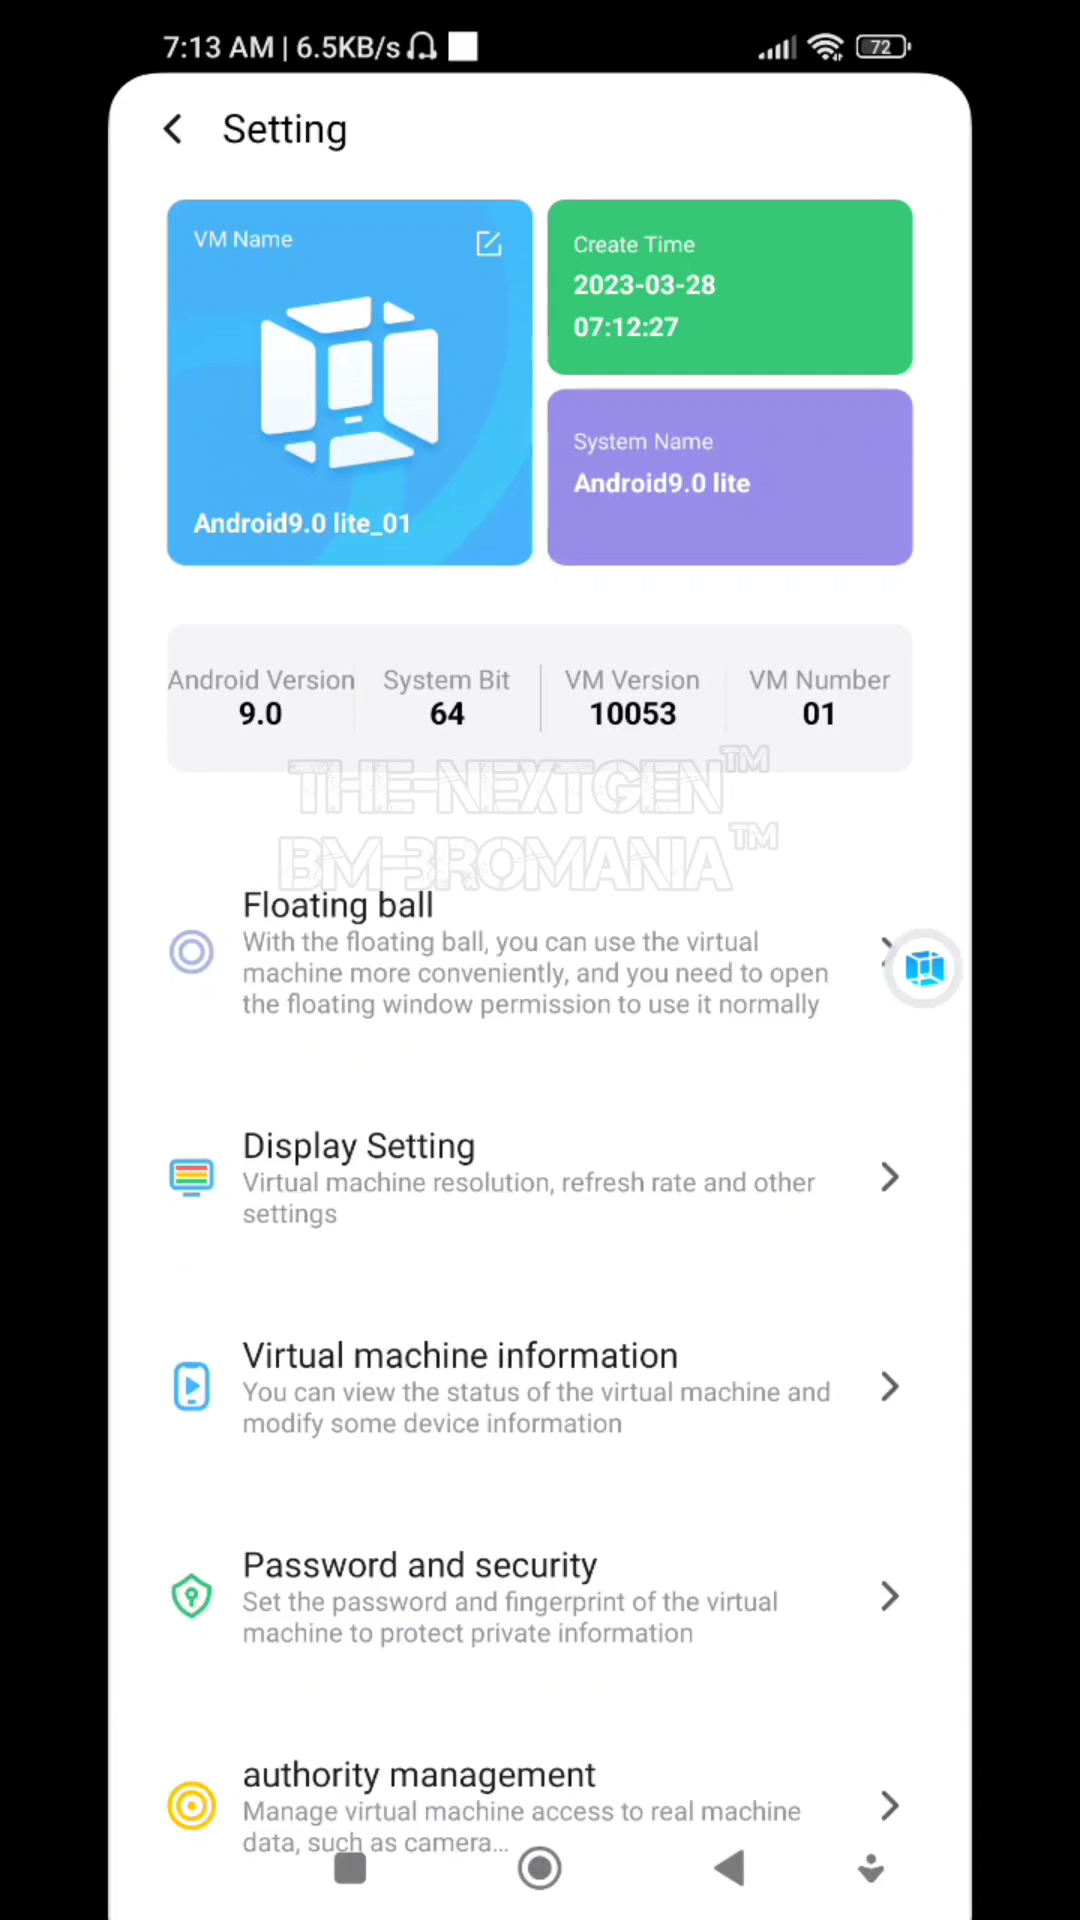 7:13 AM | 6.5KB/s
72
Setting
VM Name
Android9.0 lite_01
Create Time
2023-03-28
07:12:27
System Name
Android9.0 lite
Android Version
9.0
System Bit
64
VM Version
10053
VM Number
01
THE-NEXTGEN™
BM-BROMANIA™
Floating ball
With the floating ball, you can use the virtual
machine more conveniently, and you need to open
the floating window permission to use it normally
Display Setting
Virtual machine resolution, refresh rate and other
settings
Virtual machine information
You can view the status of the virtual machine and
modify some device information
Password and security
Set the password and fingerprint of the virtual
machine to protect private information
authority management
Manage virtual machine access to real machine
data, such as camera...